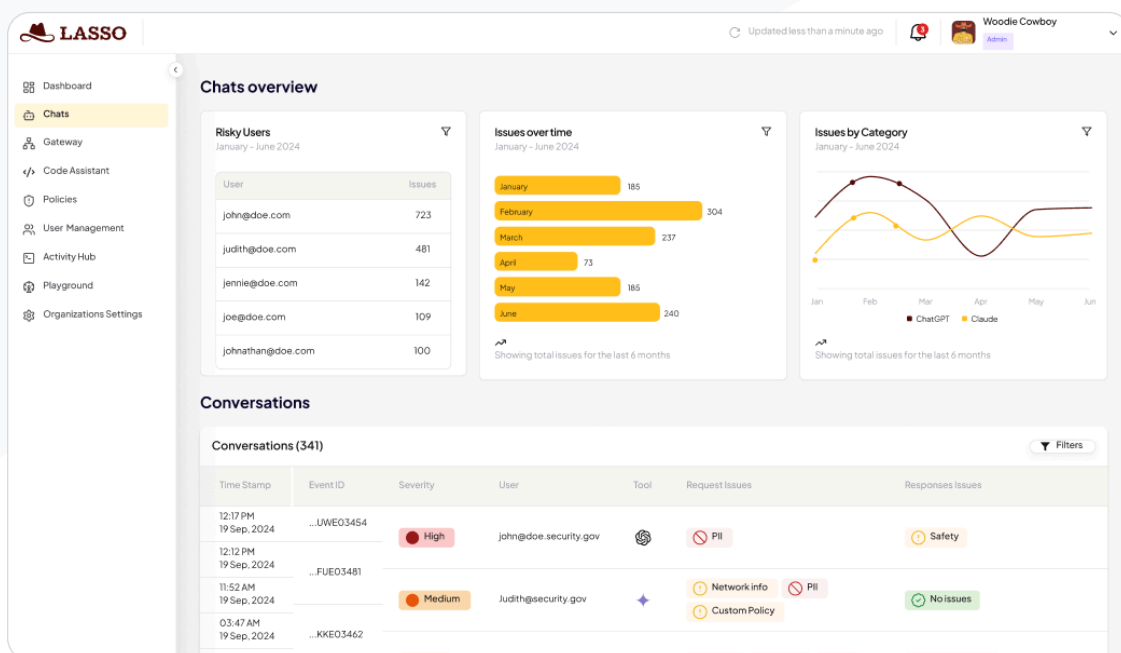 LASSO
Updated less than a minute ago
3
Woodie Cowboy
Admin
Dashboard
Chats
Gateway
Code Assistant
Policies
User Management
Activity Hub
Playground
Organizations Settings
Chats overview
Risky Users
January - June 2024
User Issues
john@doe.com 723
judith@doe.com 481
jennie@doe.com 142
joe@doe.com 109
johnathan@doe.com 100
Issues over time
January - June 2024
January 185
February 304
March 237
April 73
May 185
June 240
Showing total issues for the last 6 months
Issues by Category
January - June 2024
Jan Feb Mar Apr May Jun
ChatGPT Claude
Showing total issues for the last 6 months
Conversations
Conversations (341)
Filters
Time Stamp Event ID Severity User Tool Request Issues Responses Issues
12:17 PM
19 Sep, 2024
...UWE03454
High john@doe.security.gov PII Safety
12:12 PM
19 Sep, 2024
...FUE03481
11:52 AM
19 Sep, 2024
Medium Judith@security.gov Network info PII No issues
Custom Policy
03:47 AM
19 Sep, 2024
...KKE03462